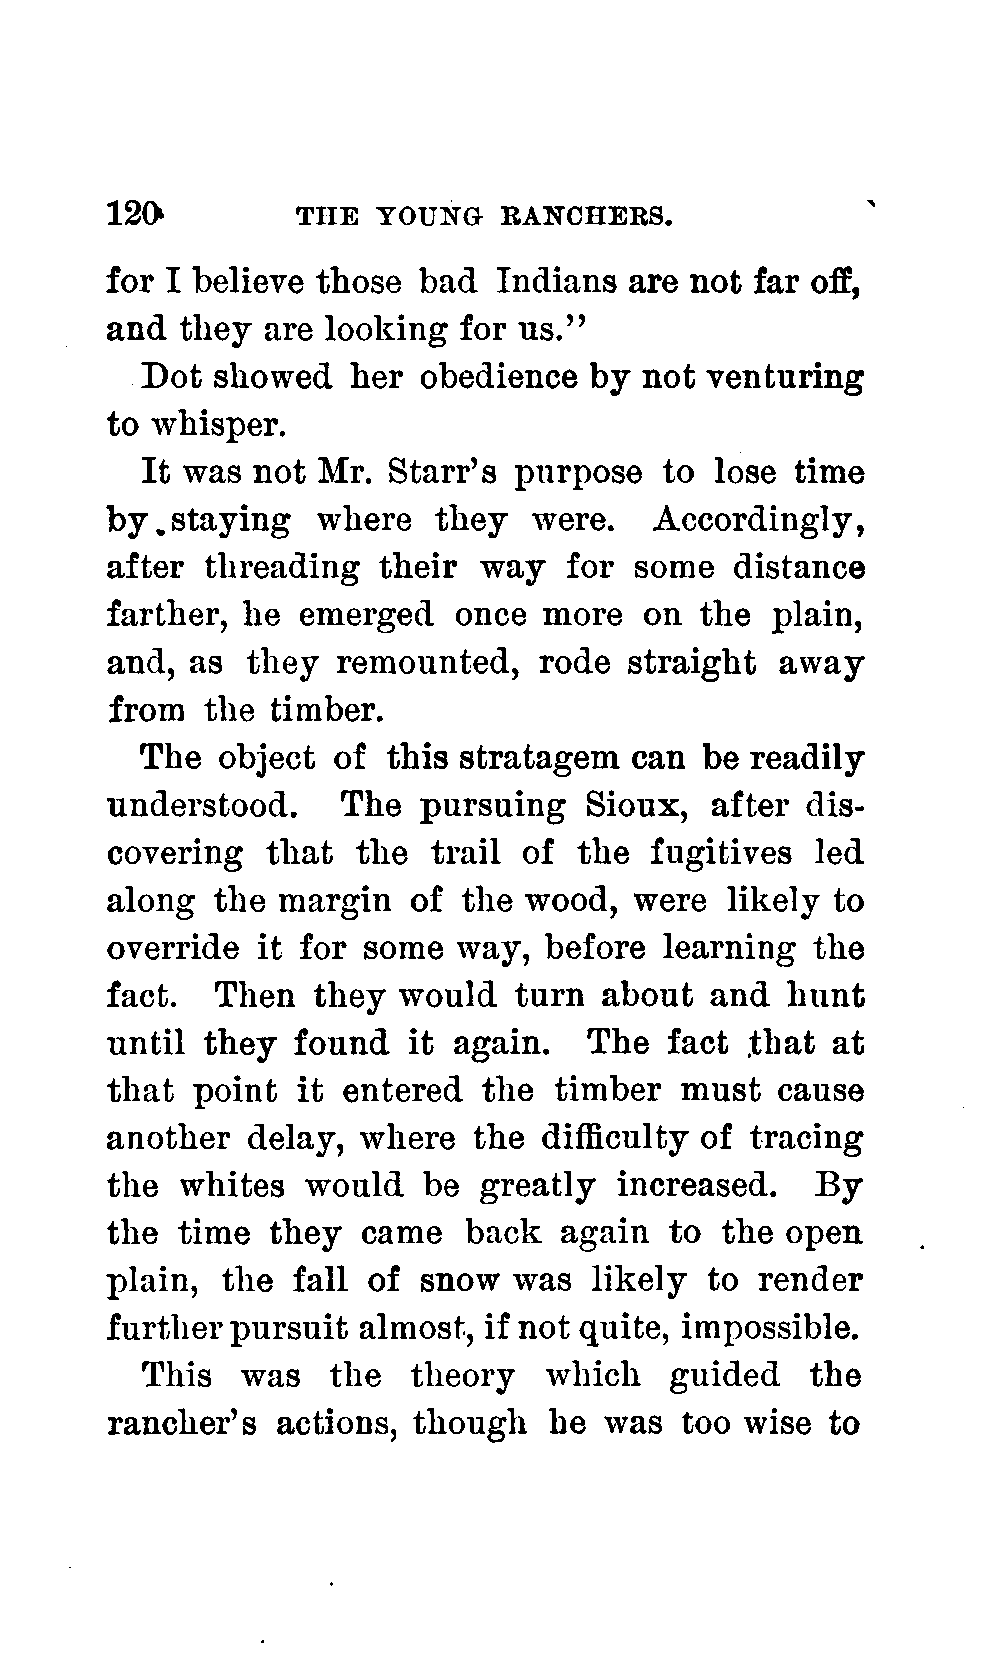 120 THE YOUNG RANCHERS.
for I believe those bad Indians are not far off,
and they are looking for us."
Dot showed her obedience by not venturing
to whisper.
It was not Mr. Starr's purpose to lose time
by staying where they were. Accordingly,
after threading their way for some distance
farther, he emerged once more on the plain,
and, as they remounted, rode straight away
from the timber.
The object of this stratagem can be readily
understood. The pursuing Sioux, after dis-
covering that the trail of the fugitives led
along the margin of the wood, were likely to
override it for some way, before learning the
fact. Then they would turn about and hunt
until they found it again. The fact that at
that point it entered the timber must cause
another delay, where the difficulty of tracing
the whites would be greatly increased. By
the time they came back again to the open
plain, the fall of snow was likely to render
further pursuit almost, if not quite, impossible.
This was the theory which guided the
rancher's actions, though he was too wise to